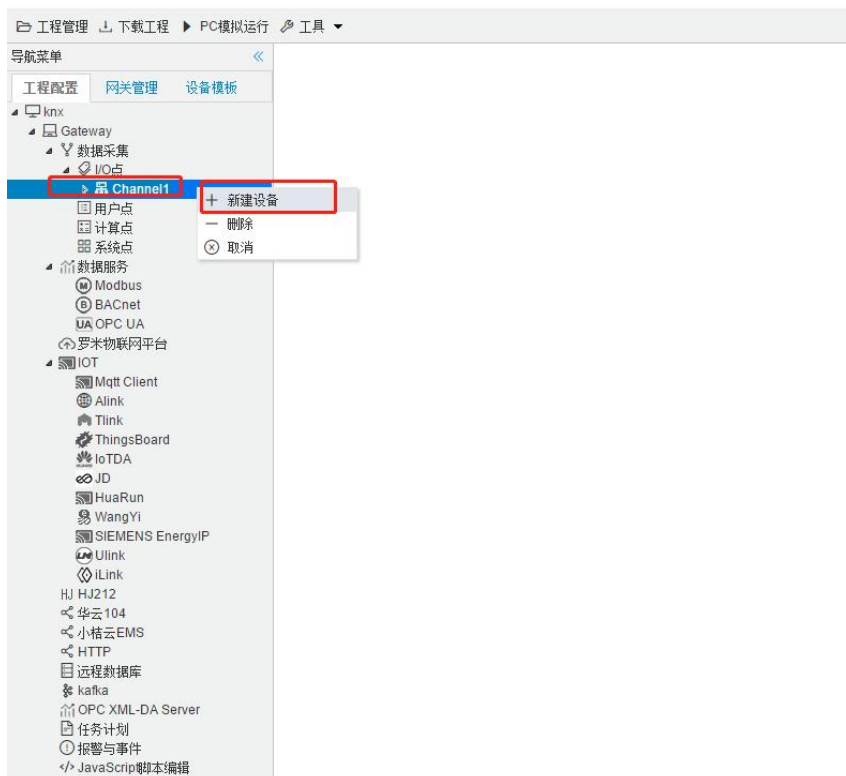 工程管理 下载工程 PC模拟运行 工具
导航菜单
工程配置 网关管理 设备模板
knx
Gateway
数据采集
I/O点
Channel1
新建设备
用户点
删除
计算点
取消
系统点
数据服务
Modbus
BACnet
UA OPC UA
罗米物联网平台
IOT
Mqtt Client
Alink
Tlink
ThingsBoard
IoTDA
JD
HuaRun
WangYi
SIEMENS EnergyIP
Ulink
iLink
HJ HJ212
华云104
小桔云EMS
HTTP
远程数据库
kafka
OPC XML-DA Server
任务计划
报警与事件
JavaScript脚本编辑